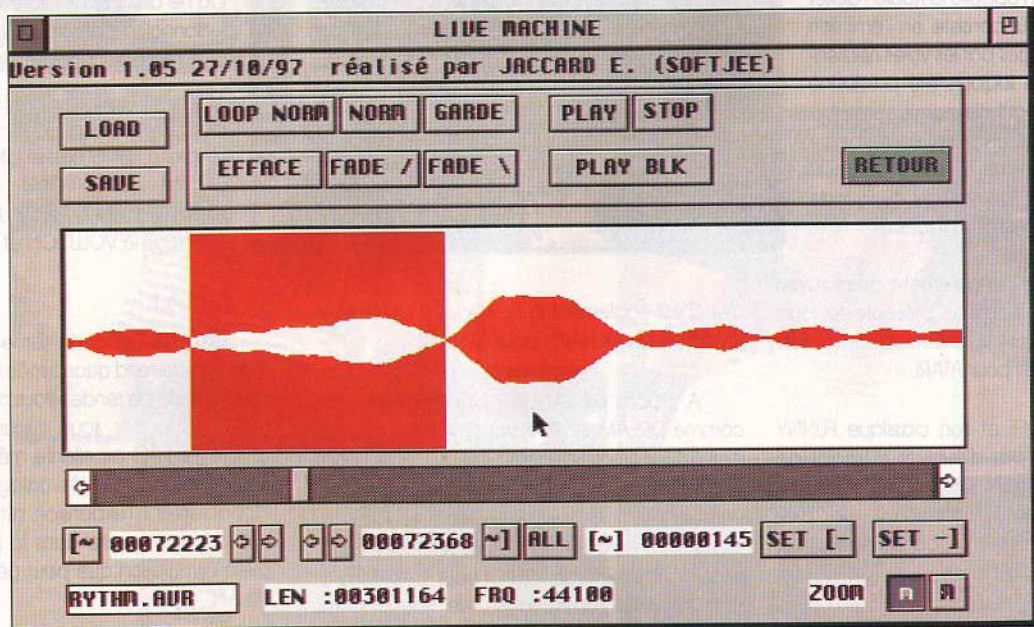 LIVE MACHINE
Version 1.05 27/10/97 réalisé par JACCARD E. (SOFTJEE)
LOAD LOOP NORM NORM GARDE PLAY STOP
SAVE EFFACE FADE / FADE \ PLAY BLK RETOUR
[~ 00072223 00072368 ~] ALL [~] 00000145 SET [- SET -]
RYTHM.AVR LEN :00301164 FRQ :44100 ZOOM